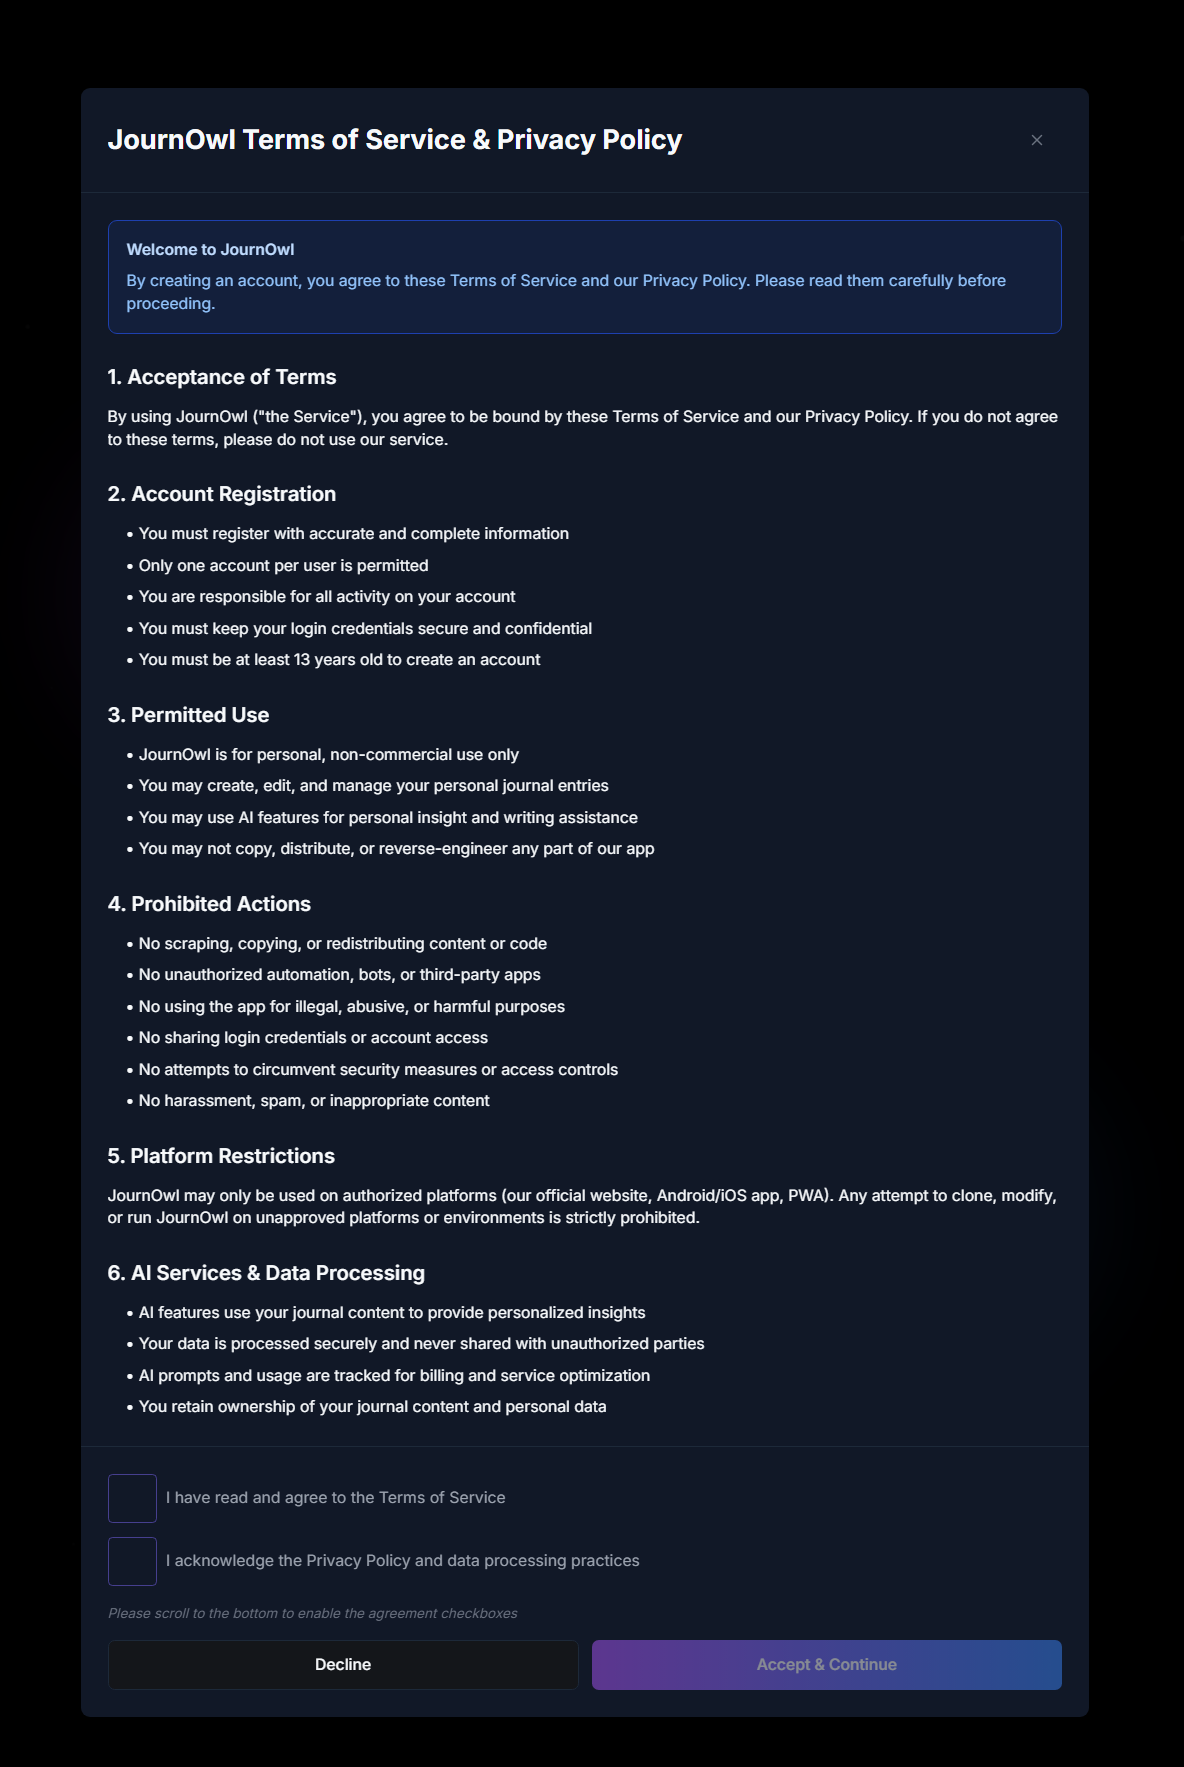 JournOwl Terms of Service & Privacy Policy
Welcome to JournOwl
By creating an account, you agree to these Terms of Service and our Privacy Policy. Please read them carefully before
proceeding.
1. Acceptance of Terms
By using JournOwl ("the Service"), you agree to be bound by these Terms of Service and our Privacy Policy. If you do not agree
to these terms, please do not use our service.
2. Account Registration
• You must register with accurate and complete information
• Only one account per user is permitted
• You are responsible for all activity on your account
• You must keep your login credentials secure and confidential
• You must be at least 13 years old to create an account
3. Permitted Use
• JournOwl is for personal, non-commercial use only
• You may create, edit, and manage your personal journal entries
• You may use AI features for personal insight and writing assistance
• You may not copy, distribute, or reverse-engineer any part of our app
4. Prohibited Actions
• No scraping, copying, or redistributing content or code
• No unauthorized automation, bots, or third-party apps
• No using the app for illegal, abusive, or harmful purposes
• No sharing login credentials or account access
• No attempts to circumvent security measures or access controls
• No harassment, spam, or inappropriate content
5. Platform Restrictions
JournOwl may only be used on authorized platforms (our official website, Android/iOS app, PWA). Any attempt to clone, modify,
or run JournOwl on unapproved platforms or environments is strictly prohibited.
6. AI Services & Data Processing
• AI features use your journal content to provide personalized insights
• Your data is processed securely and never shared with unauthorized parties
• AI prompts and usage are tracked for billing and service optimization
• You retain ownership of your journal content and personal data
I have read and agree to the Terms of Service
I acknowledge the Privacy Policy and data processing practices
Please scroll to the bottom to enable the agreement checkboxes
Decline
Accept & Continue